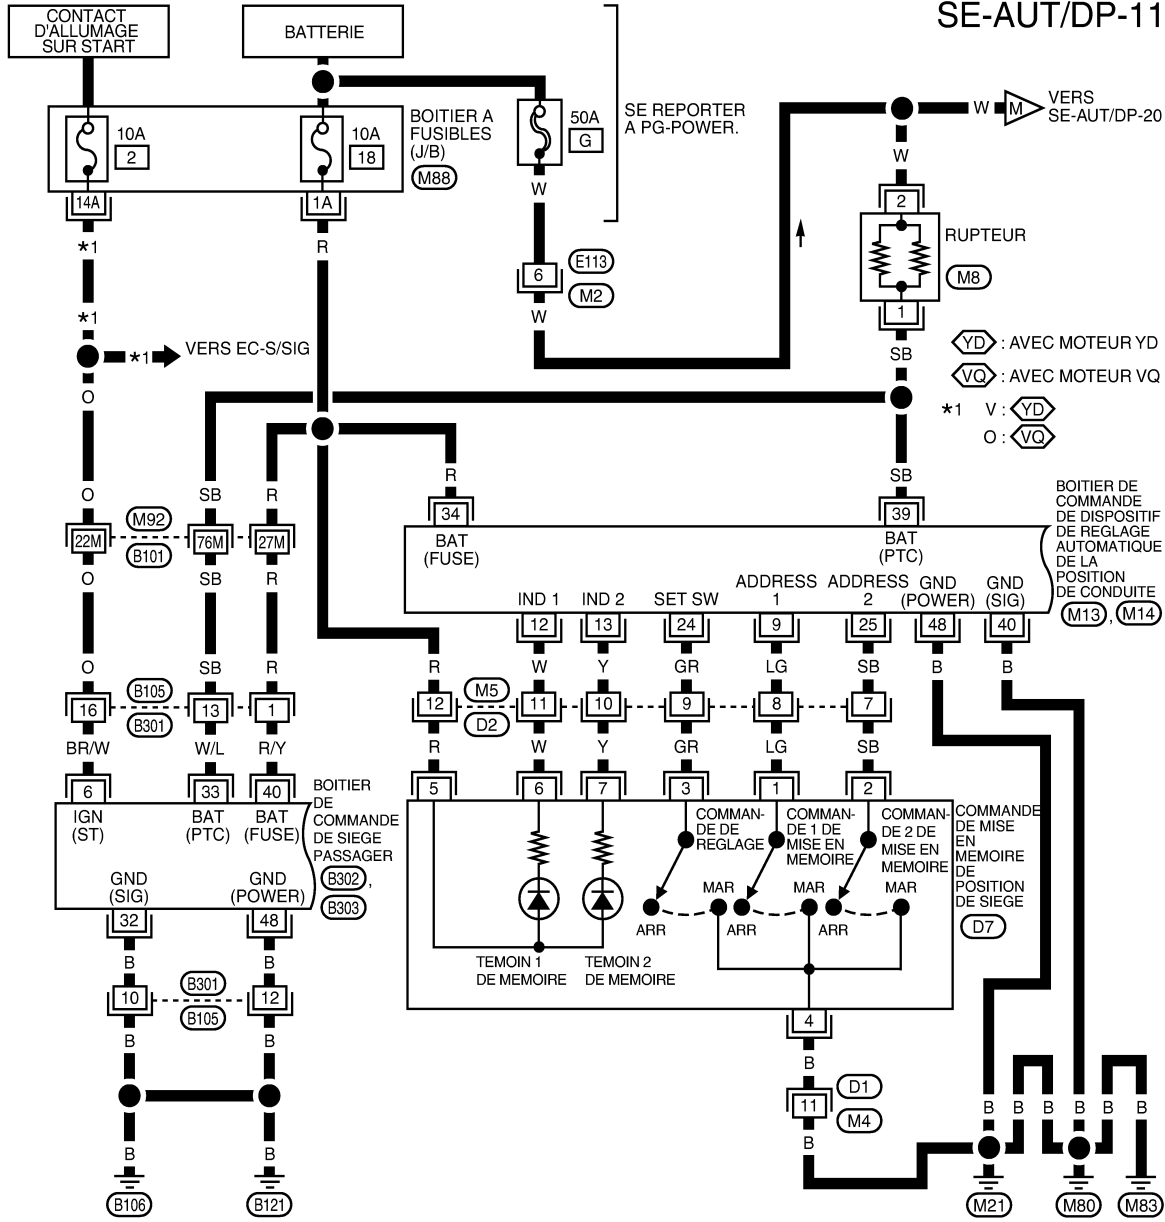 SE-AUT/DP-11
CONTACT
D'ALLUMAGE
SUR START
BATTERIE
10A
2
10A
18
BOITIER A
FUSIBLES
(J/B)
M88
50A
G
SE REPORTER
A PG-POWER.
W
M
VERS
SE-AUT/DP-20
14A
1A
W
W
2
*1
R
6
E113
M2
RUPTEUR
M8
1
*1
W
SB
*1
VERS EC-S/SIG
YD : AVEC MOTEUR YD
VQ : AVEC MOTEUR VQ
*1 V : YD
O : VQ
O
O
SB
R
R
SB
22M
M92
B101
76M
27M
34
39
BAT
(FUSE)
BAT
(PTC)
BOITIER DE
COMMANDE
DE DISPOSITIF
DE REGLAGE
AUTOMATIQUE
DE LA
POSITION
DE CONDUITE
M13 , M14
O
SB
R
IND 1
IND 2
SET SW
ADDRESS
1
ADDRESS
2
GND
(POWER)
GND
(SIG)
12
13
24
9
25
48
40
O
SB
R
R
W
Y
GR
LG
SB
B
B
16
B105
B301
13
1
12
M5
D2
11
10
9
8
7
BR/W
W/L
R/Y
R
W
Y
GR
LG
SB
6
33
40
5
6
7
3
1
2
IGN
(ST)
BAT
(PTC)
BAT
(FUSE)
BOITIER
DE
COMMANDE
DE SIEGE
PASSAGER
B302 ,
B303
GND
(SIG)
GND
(POWER)
COMMAN-
DE DE
REGLAGE
COMMAN-
DE 1 DE
MISE EN
MEMOIRE
COMMAN-
DE 2 DE
MISE EN
MEMOIRE
COMMANDE
DE MISE
EN
MEMOIRE
DE
POSITION
DE SIEGE
D7
MAR
MAR
MAR
ARR
ARR
ARR
TEMOIN 1
DE MEMOIRE
TEMOIN 2
DE MEMOIRE
32
48
B
B
10
B301
B105
12
4
B
B
B
11
D1
M4
B
B
B
B
B
B
B
B
B
B106
B121
M21
M80
M83